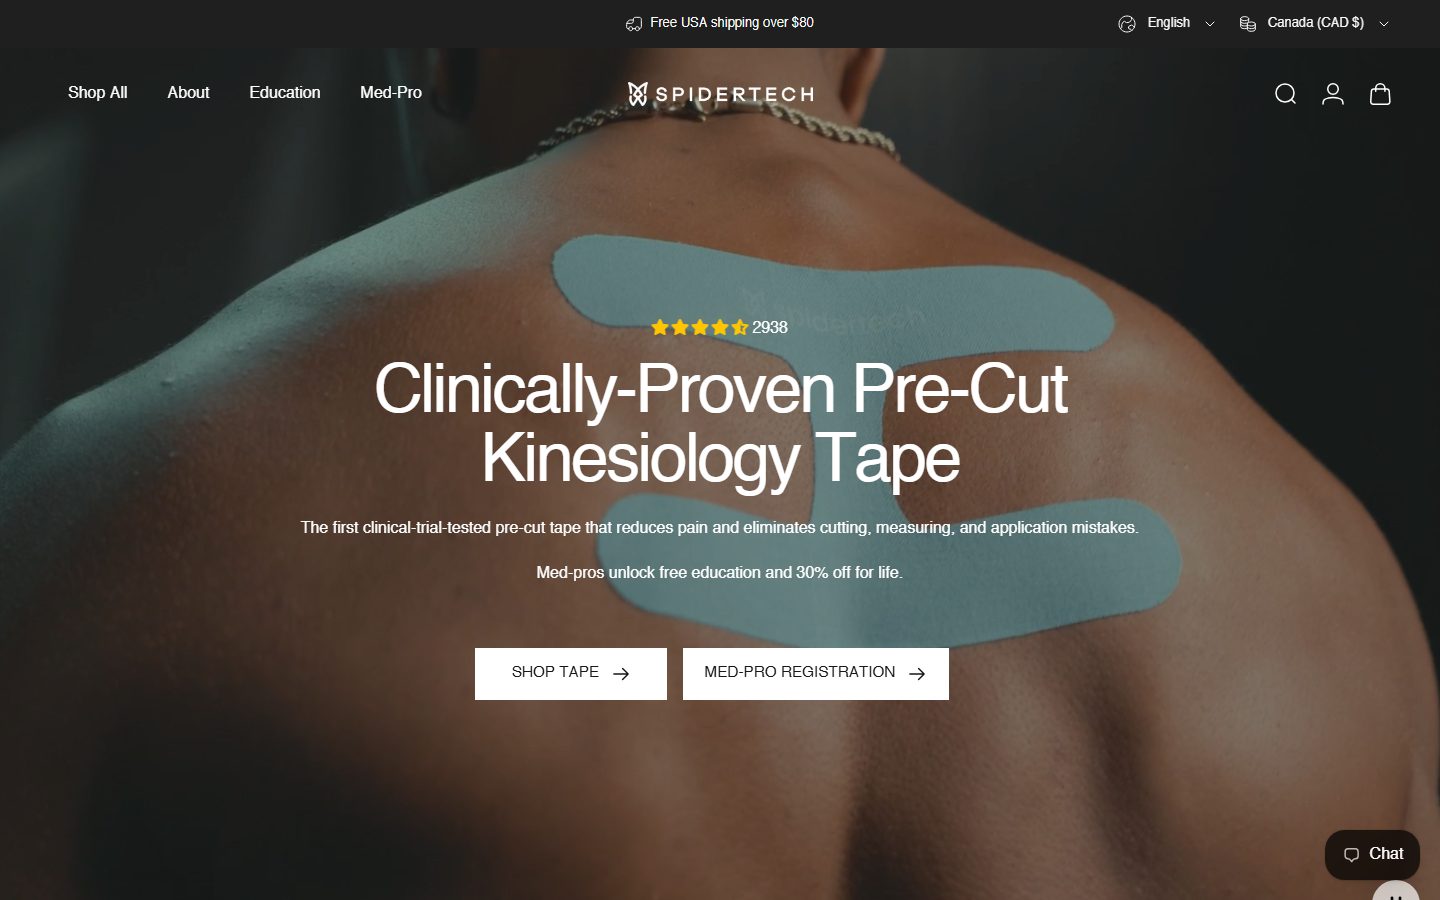 Free USA shipping over $80
English
Canada (CAD $)
Shop All
About
Education
Med-Pro
SPIDERTECH
spidertech
2938
Clinically-Proven Pre-Cut
Kinesiology Tape
The first clinical-trial-tested pre-cut tape that reduces pain and eliminates cutting, measuring, and application mistakes.
Med-pros unlock free education and 30% off for life.
SHOP TAPE
MED-PRO REGISTRATION
Chat